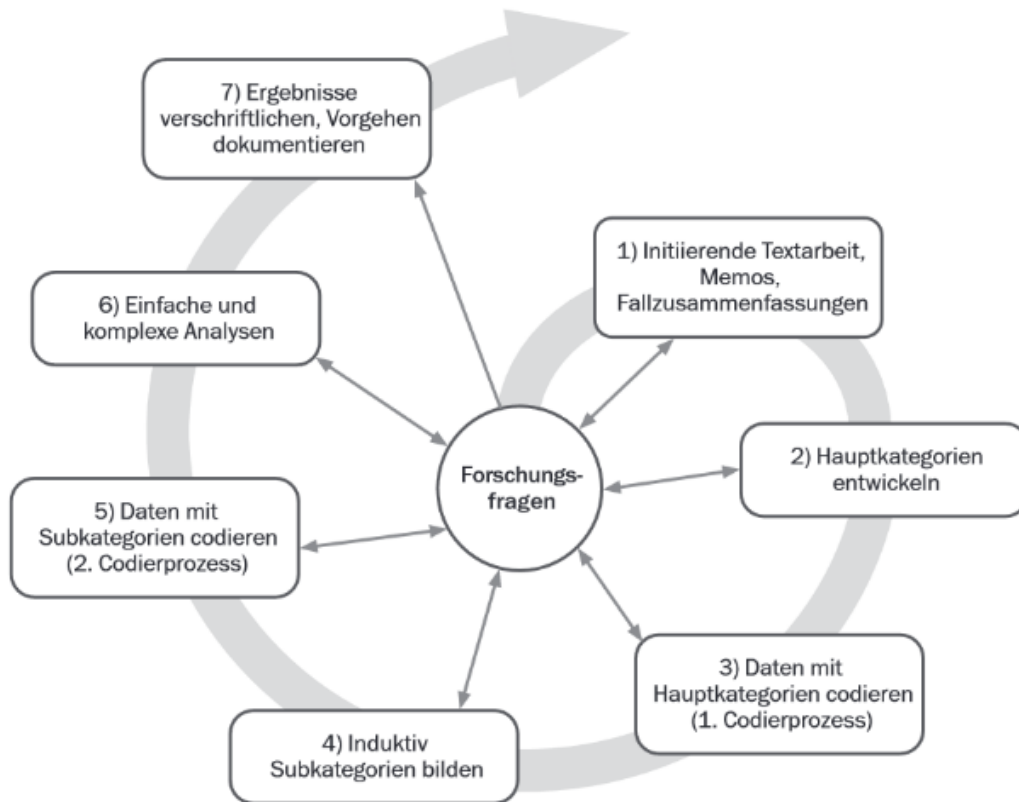 7) Ergebnisse
verschriftlichen, Vorgehen
dokumentieren
1) Initiierende Textarbeit,
Memos,
Fallzusammenfassungen
6) Einfache und
komplexe Analysen
2) Hauptkategorien
entwickeln
Forschungs-
fragen
5) Daten mit
Subkategorien codieren
(2. Codierprozess)
3) Daten mit
Hauptkategorien codieren
(1. Codierprozess)
4) Induktiv
Subkategorien bilden